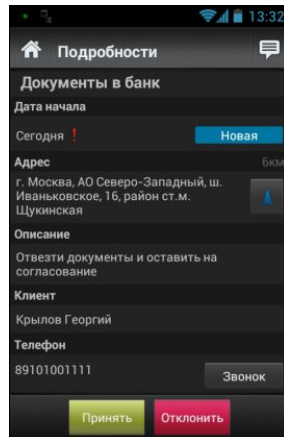 13:32
Подробности
Документы в банк
Дата начала
Сегодня ! Новая
Адрес 6км
г. Москва, АО Северо-Западный, ш.
Иваньковское, 16, район ст.м.
Щукинская
Описание
Отвезти документы и оставить на
согласование
Клиент
Крылов Георгий
Телефон
89101001111 Звонок
Принять Отклонить